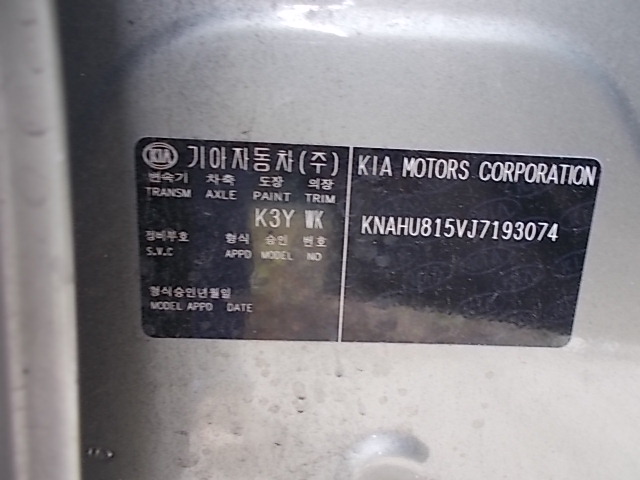 KIA 기아자동차(주)
변속기 차축 도장 의장
TRANSM AXLE PAINT TRIM
K3Y WK
정비부호 형식 승인 번호
S.V.C APPD MODEL NO
형식승인년월일
MODEL APPD DATE
KIA MOTORS CORPORATION
KNAHU815VJ7193074